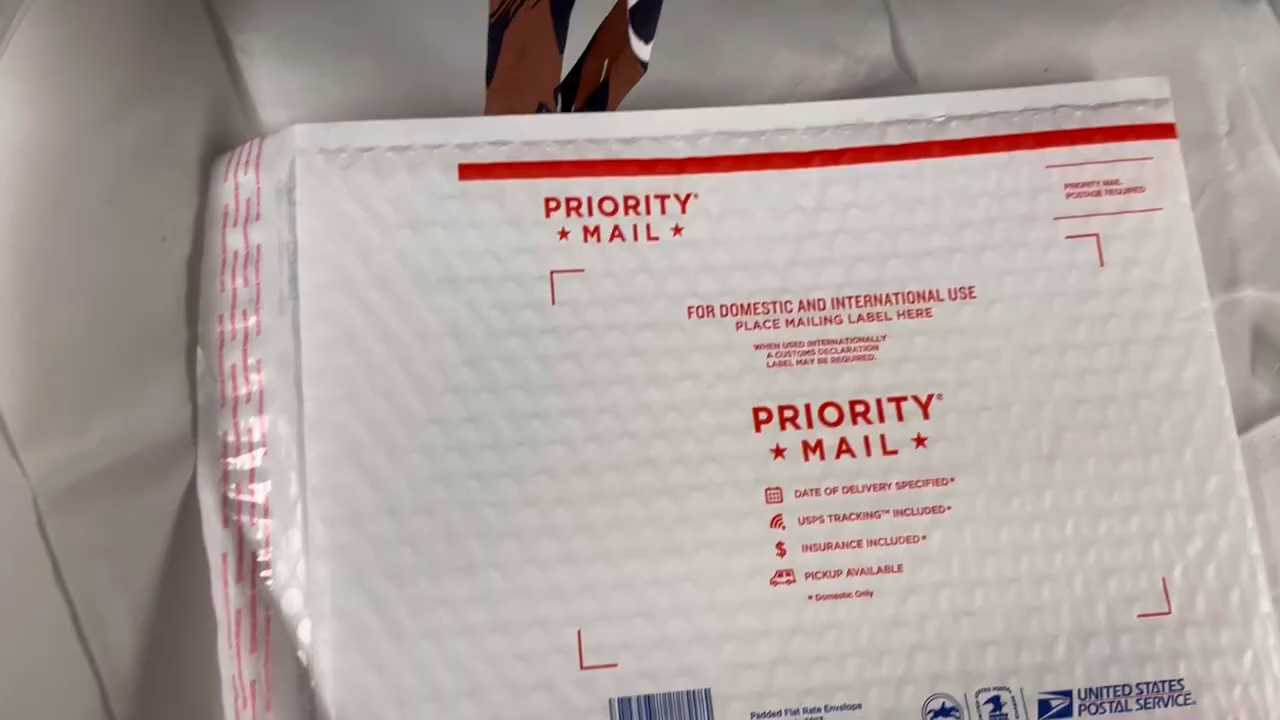 PRIORITY®
★ MAIL ★
PRIORITY MAIL
POSTAGE REQUIRED
FOR DOMESTIC AND INTERNATIONAL USE
PLACE MAILING LABEL HERE
WHEN USED INTERNATIONALLY
A CUSTOMS DECLARATION
LABEL MAY BE REQUIRED.
PRIORITY®
★ MAIL ★
DATE OF DELIVERY SPECIFIED*
USPS TRACKING™ INCLUDED*
$ INSURANCE INCLUDED*
PICKUP AVAILABLE
* Domestic Only
Padded Flat Rate Envelope
UNITED STATES
POSTAL SERVICE.